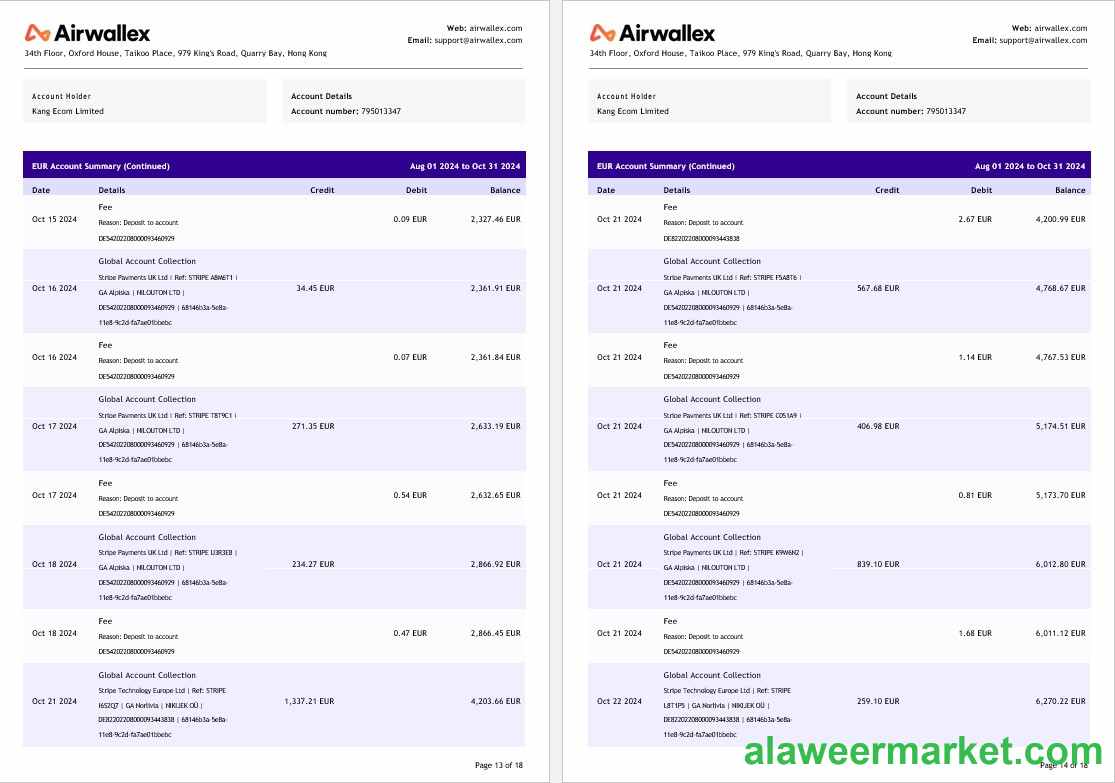 Airwallex
Web: airwallex.com
Email: support@airwallex.com
34th Floor, Oxford House, Taikoo Place, 979 King's Road, Quarry Bay, Hong Kong
Account Holder
Kang Ecom Limited
Account Details
Account number: 795013347
EUR Account Summary (Continued) Aug 01 2024 to Oct 31 2024
Date Details Credit Debit Balance
Fee
Oct 15 2024 Reason: Deposit to account 0.09 EUR 2,327.46 EUR
DE54202208000093460929
Global Account Collection
Stripe Payments UK Ltd | Ref: STRIPE A8M6T1 |
Oct 16 2024 GA Alpiska | NILOUTON LTD | 34.45 EUR 2,361.91 EUR
DE54202208000093460929 | 68146b3a-5e8a-
11e8-9c2d-fa7ae01bbebc
Fee
Oct 16 2024 Reason: Deposit to account 0.07 EUR 2,361.84 EUR
DE54202208000093460929
Global Account Collection
Stripe Payments UK Ltd | Ref: STRIPE T8T9C1 |
Oct 17 2024 GA Alpiska | NILOUTON LTD | 271.35 EUR 2,633.19 EUR
DE54202208000093460929 | 68146b3a-5e8a-
11e8-9c2d-fa7ae01bbebc
Fee
Oct 17 2024 Reason: Deposit to account 0.54 EUR 2,632.65 EUR
DE54202208000093460929
Global Account Collection
Stripe Payments UK Ltd | Ref: STRIPE U3R3E8 |
Oct 18 2024 GA Alpiska | NILOUTON LTD | 234.27 EUR 2,866.92 EUR
DE54202208000093460929 | 68146b3a-5e8a-
11e8-9c2d-fa7ae01bbebc
Fee
Oct 18 2024 Reason: Deposit to account 0.47 EUR 2,866.45 EUR
DE54202208000093460929
Global Account Collection
Stripe Technology Europe Ltd | Ref: STRIPE
Oct 21 2024 I6S2Q7 | GA Norlivia | NIKIJEK OÜ | 1,337.21 EUR 4,203.66 EUR
DE82202208000093443838 | 68146b3a-5e8a-
11e8-9c2d-fa7ae01bbebc
Page 13 of 18
Airwallex
Web: airwallex.com
Email: support@airwallex.com
34th Floor, Oxford House, Taikoo Place, 979 King's Road, Quarry Bay, Hong Kong
Account Holder
Kang Ecom Limited
Account Details
Account number: 795013347
EUR Account Summary (Continued) Aug 01 2024 to Oct 31 2024
Date Details Credit Debit Balance
Fee
Oct 21 2024 Reason: Deposit to account 2.67 EUR 4,200.99 EUR
DE82202208000093443838
Global Account Collection
Stripe Payments UK Ltd | Ref: STRIPE F5A8T6 |
Oct 21 2024 GA Alpiska | NILOUTON LTD | 567.68 EUR 4,768.67 EUR
DE54202208000093460929 | 68146b3a-5e8a-
11e8-9c2d-fa7ae01bbebc
Fee
Oct 21 2024 Reason: Deposit to account 1.14 EUR 4,767.53 EUR
DE54202208000093460929
Global Account Collection
Stripe Payments UK Ltd | Ref: STRIPE C0S1A9 |
Oct 21 2024 GA Alpiska | NILOUTON LTD | 406.98 EUR 5,174.51 EUR
DE54202208000093460929 | 68146b3a-5e8a-
11e8-9c2d-fa7ae01bbebc
Fee
Oct 21 2024 Reason: Deposit to account 0.81 EUR 5,173.70 EUR
DE54202208000093460929
Global Account Collection
Stripe Payments UK Ltd | Ref: STRIPE K9W6N2 |
Oct 21 2024 GA Alpiska | NILOUTON LTD | 839.10 EUR 6,012.80 EUR
DE54202208000093460929 | 68146b3a-5e8a-
11e8-9c2d-fa7ae01bbebc
Fee
Oct 21 2024 Reason: Deposit to account 1.68 EUR 6,011.12 EUR
DE54202208000093460929
Global Account Collection
Stripe Technology Europe Ltd | Ref: STRIPE
Oct 22 2024 L8T1P5 | GA Norlivia | NIKIJEK OÜ | 259.10 EUR 6,270.22 EUR
DE82202208000093443838 | 68146b3a-5e8a-
11e8-9c2d-fa7ae01bbebc
alaweermarket.com
Page 14 of 18